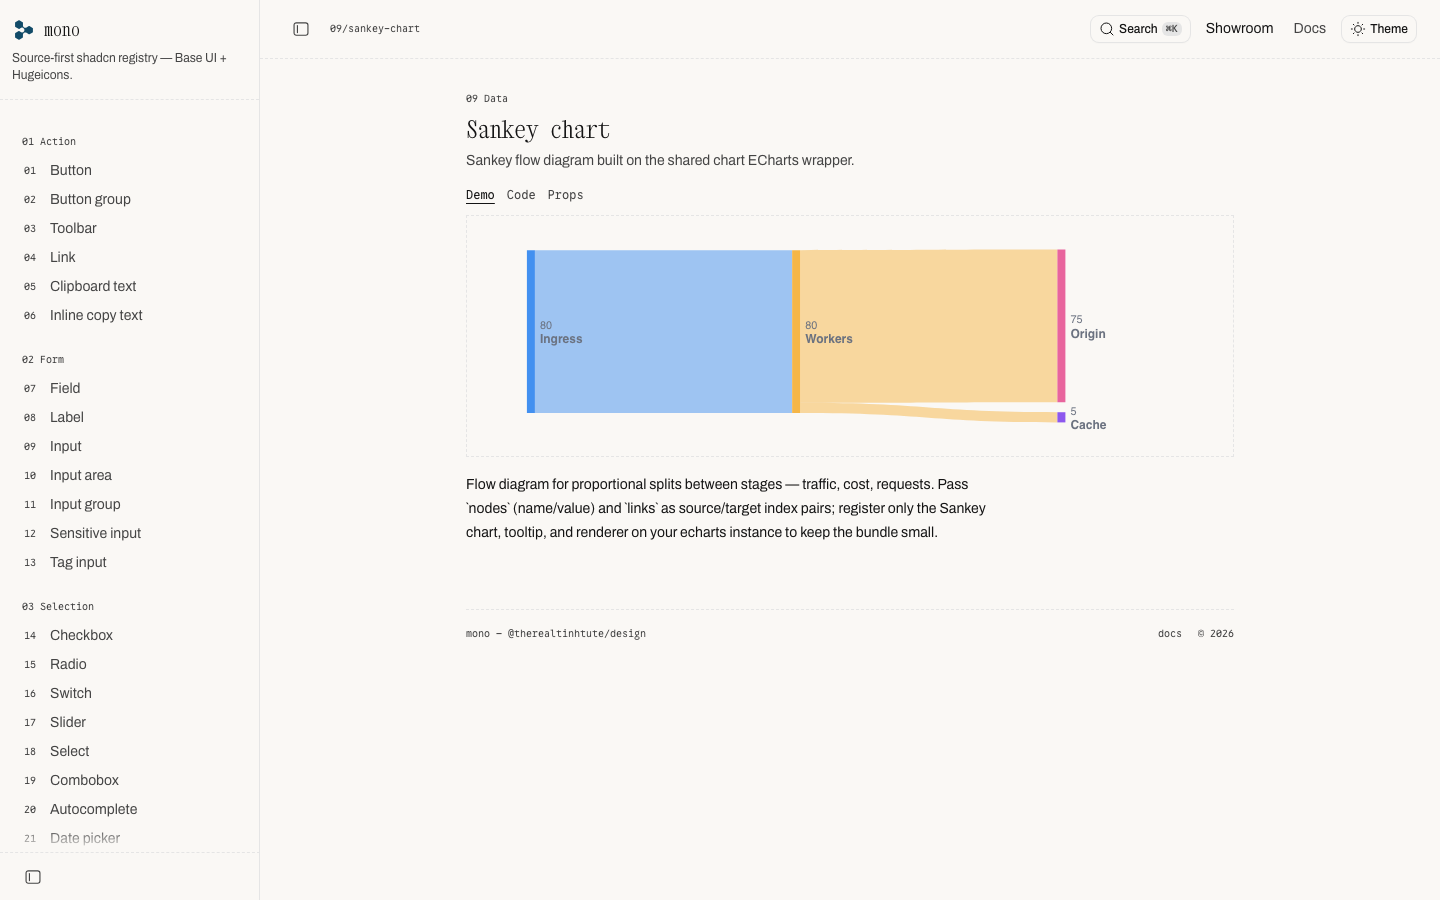 mono
Source-first shadcn registry — Base UI +
Hugeicons.
01 Action
01 Button
02 Button group
03 Toolbar
04 Link
05 Clipboard text
06 Inline copy text
02 Form
07 Field
08 Label
09 Input
10 Input area
11 Input group
12 Sensitive input
13 Tag input
03 Selection
14 Checkbox
15 Radio
16 Switch
17 Slider
18 Select
19 Combobox
20 Autocomplete
21 Date picker
09/sankey-chart
Search ⌘K
Showroom
Docs
Theme
09 Data
Sankey chart
Sankey flow diagram built on the shared chart ECharts wrapper.
Demo Code Props
80
Ingress
80
Workers
75
Origin
5
Cache
Flow diagram for proportional splits between stages — traffic, cost, requests. Pass
`nodes` (name/value) and `links` as source/target index pairs; register only the Sankey
chart, tooltip, and renderer on your echarts instance to keep the bundle small.
mono — @therealtinhtute/design
docs © 2026